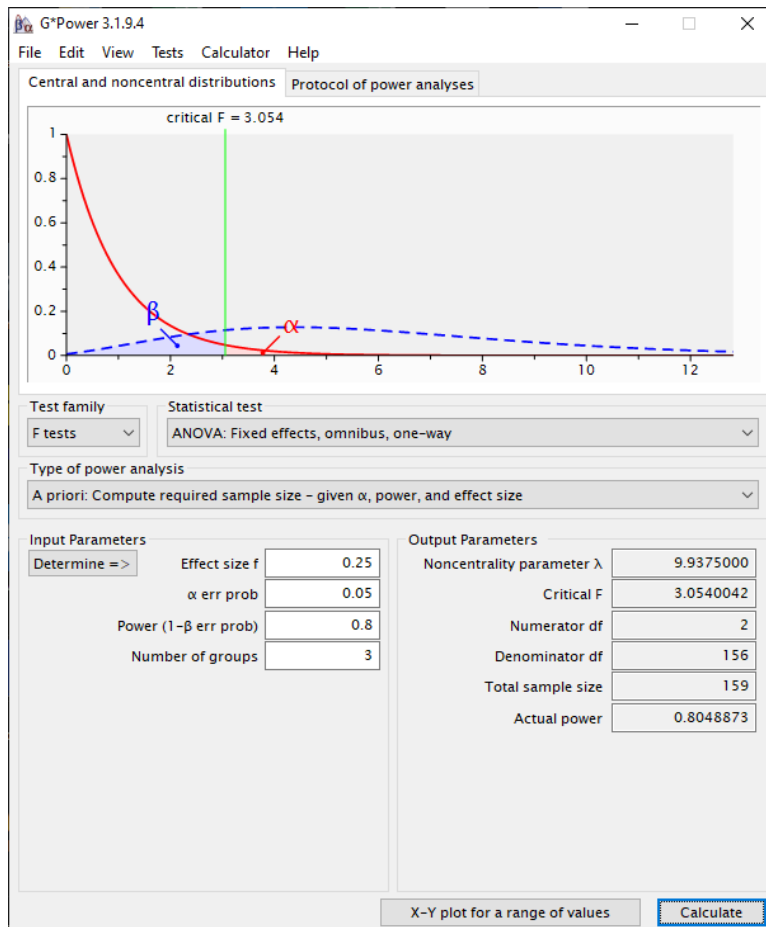 G*Power 3.1.9.4
File Edit View Tests Calculator Help
Central and noncentral distributions Protocol of power analyses
critical F = 3.054
1
0.8
0.6
0.4
0.2
0
β
α
0 2 4 6 8 10 12
Test family Statistical test
F tests ANOVA: Fixed effects, omnibus, one-way
Type of power analysis
A priori: Compute required sample size - given α, power, and effect size
Input Parameters Output Parameters
Determine => Effect size f 0.25 Noncentrality parameter λ 9.9375000
α err prob 0.05 Critical F 3.0540042
Power (1-β err prob) 0.8 Numerator df 2
Number of groups 3 Denominator df 156
Total sample size 159
Actual power 0.8048873
X-Y plot for a range of values Calculate